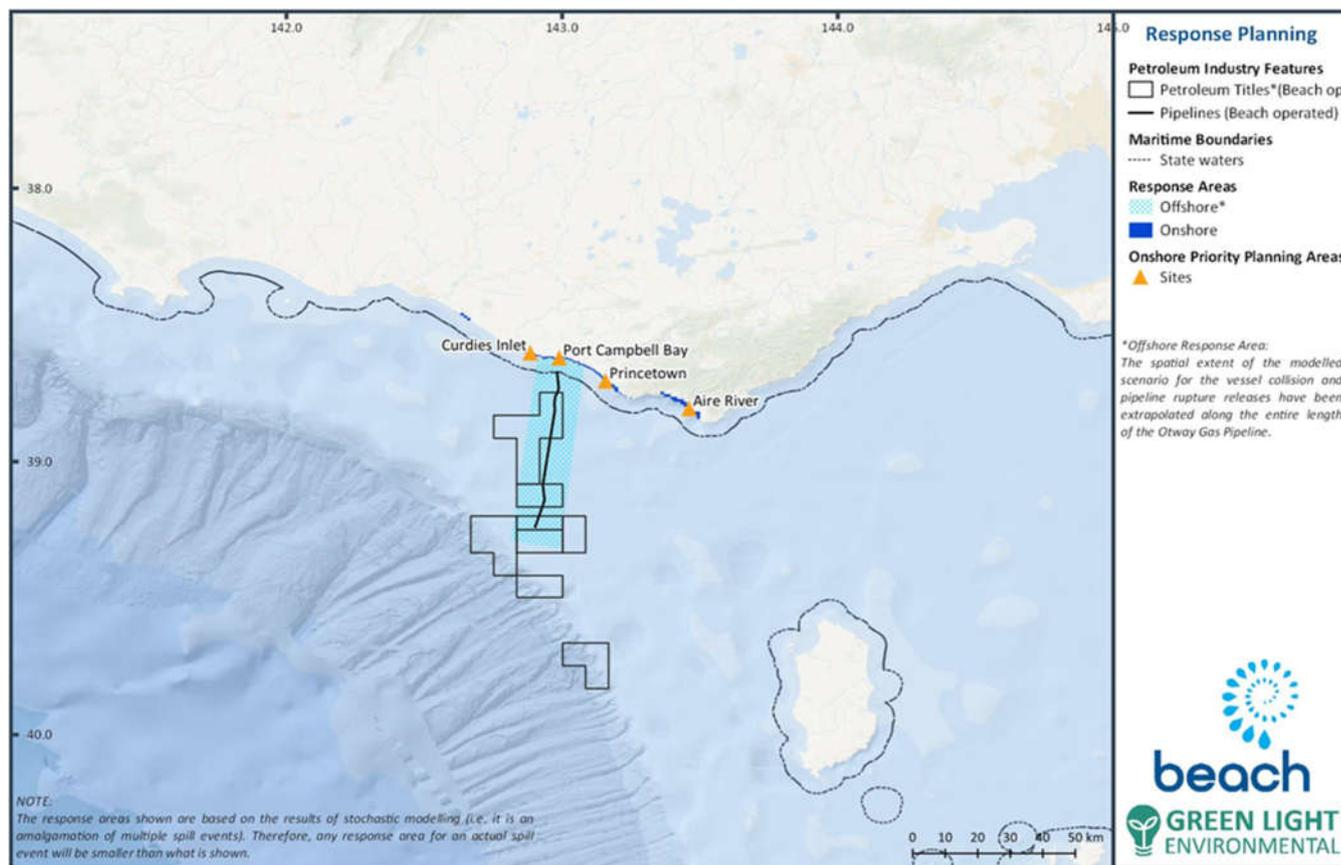 142.0
143.0
144.0
38.0
39.0
40.0
Curdies Inlet
Port Campbell Bay
Princetown
Aire River
NOTE:
The response areas shown are based on the results of stochastic modelling (i.e. it is an
amalgamation of multiple spill events). Therefore, any response area for an actual spill
event will be smaller than what is shown.
0 10 20 30 40 50 km
Response Planning
Petroleum Industry Features
Petroleum Titles*(Beach op
Pipelines (Beach operated)
Maritime Boundaries
State waters
Response Areas
Offshore*
Onshore
Onshore Priority Planning Areas
Sites
*Offshore Response Area:
The spatial extent of the modelled
scenario for the vessel collision and
pipeline rupture releases have been
extrapolated along the entire length
of the Otway Gas Pipeline.
beach
GREEN LIGHT
ENVIRONMENTAL